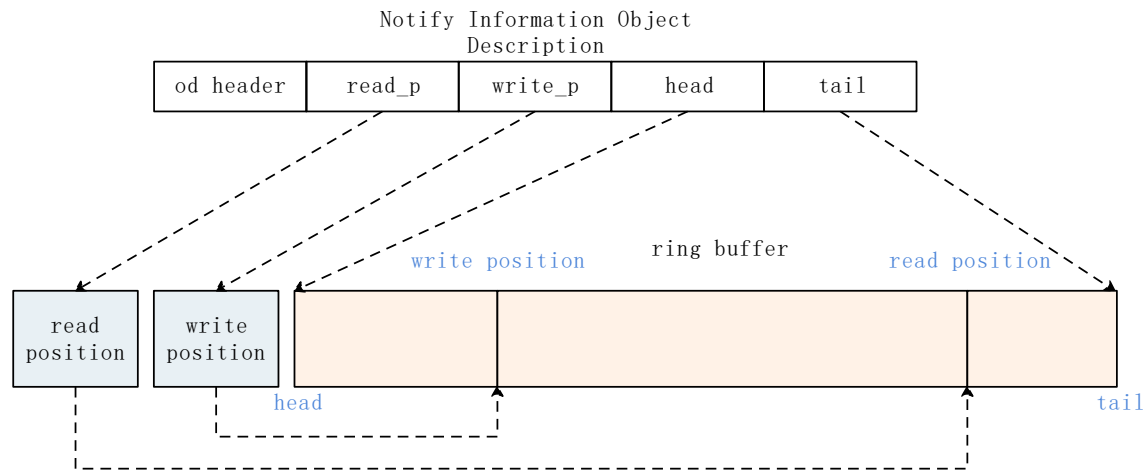 Notify Information Object
Description
od header read_p write_p head tail
ring buffer
write position read position
read
position
write
position
head
tail